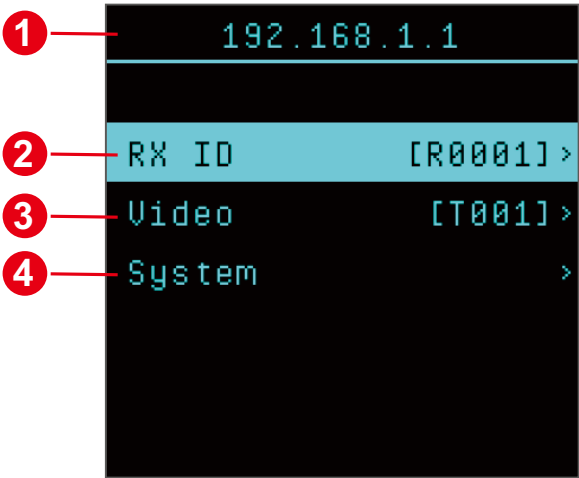 1 192.168.1.1
2 RX ID [R0001] >
3 Video [T001] >
4 System >